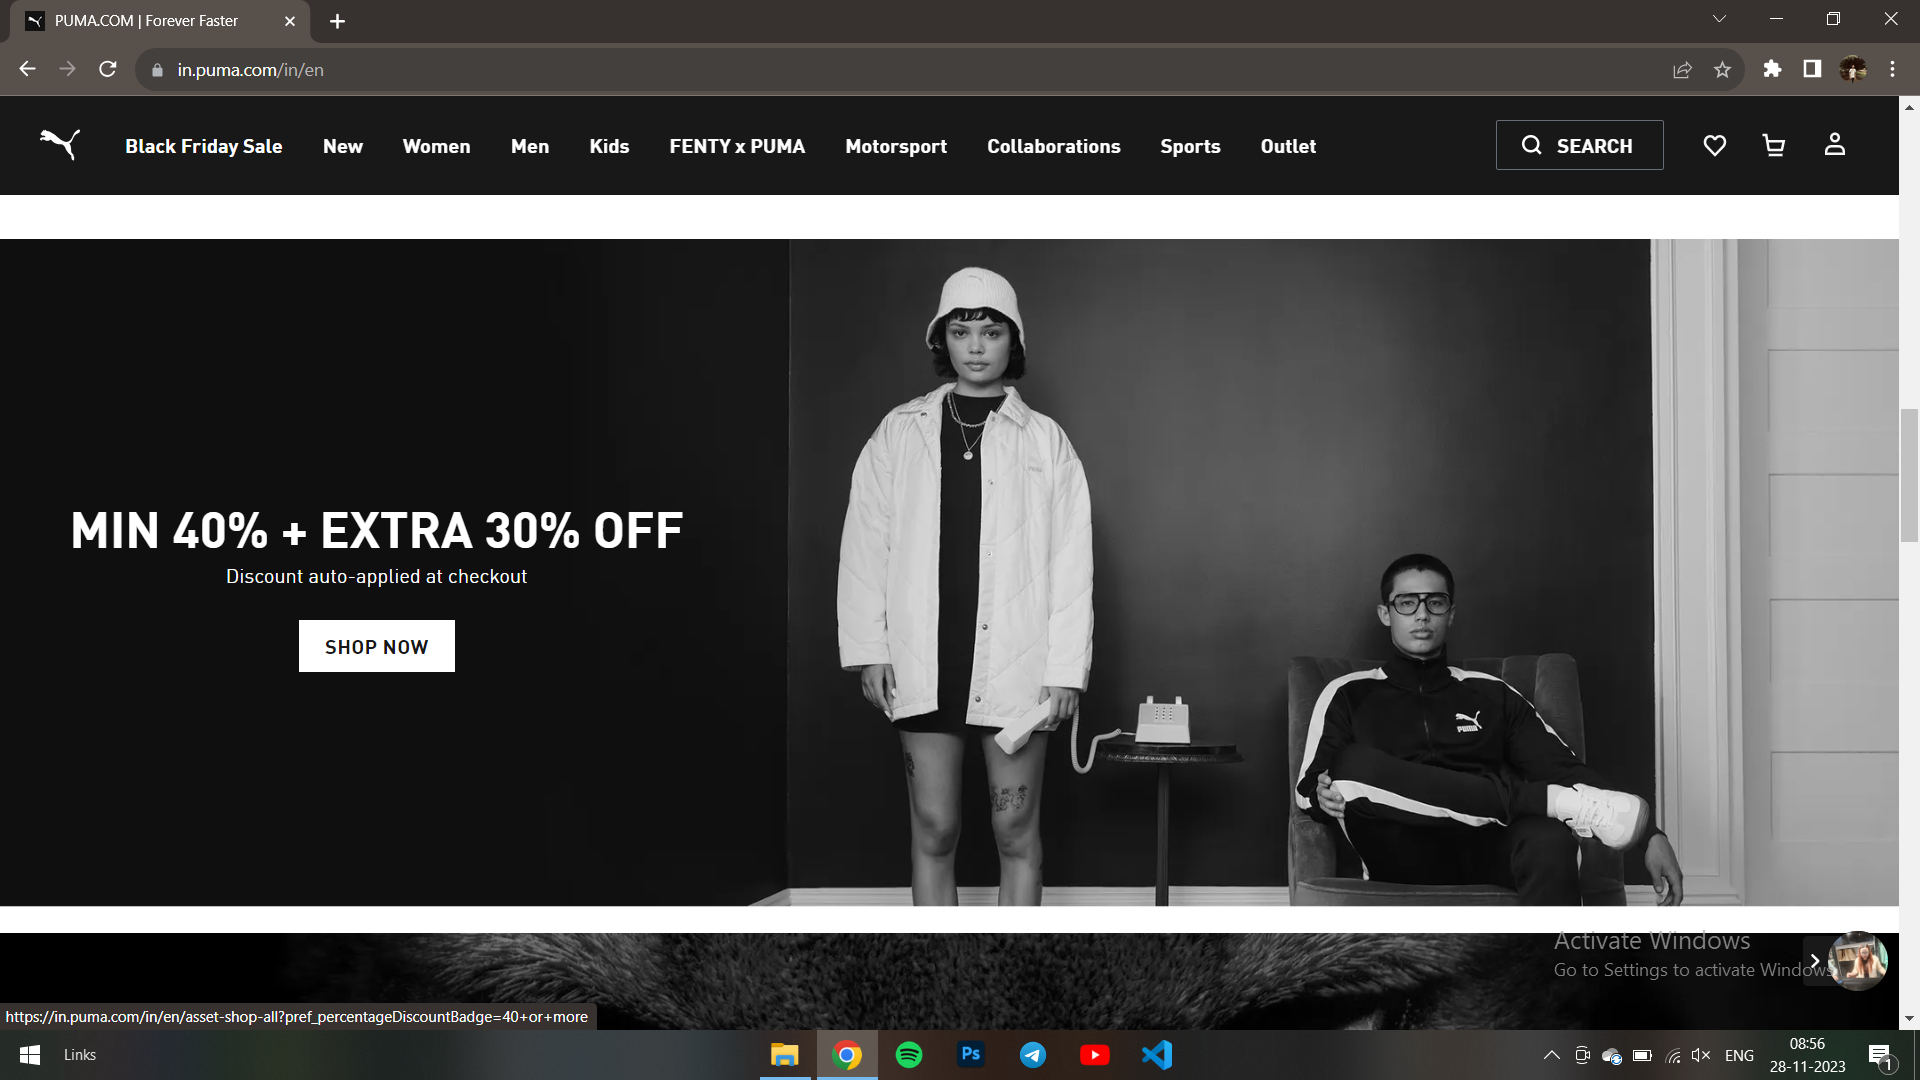 PUMA.COM | Forever Faster
in.puma.com/in/en
Black Friday Sale New Women Men Kids FENTY x PUMA Motorsport Collaborations Sports Outlet SEARCH
MIN 40% + EXTRA 30% OFF
Discount auto-applied at checkout
SHOP NOW
PUMA
Activate Windows
Go to Settings to activate Windows.
https://in.puma.com/in/en/asset-shop-all?pref_percentageDiscountBadge=40+or+more
Links
Ps
ENG
08:56
28-11-2023
1